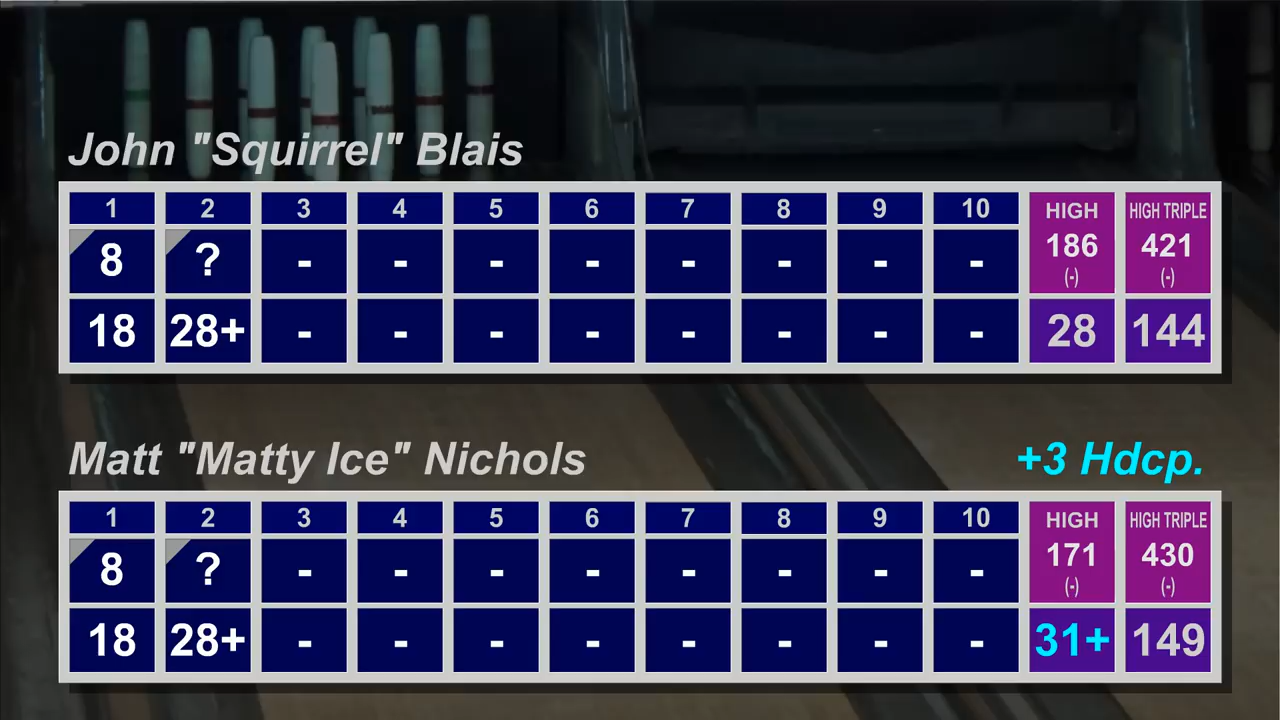 John "Squirrel" Blais
1 2 3 4 5 6 7 8 9 10 HIGH HIGH TRIPLE
8 ? - - - - - - - - 186 421
(-) (-)
18 28+ - - - - - - - - 28 144
Matt "Matty Ice" Nichols +3 Hdcp.
1 2 3 4 5 6 7 8 9 10 HIGH HIGH TRIPLE
8 ? - - - - - - - - 171 430
(-) (-)
18 28+ - - - - - - - - 31+ 149